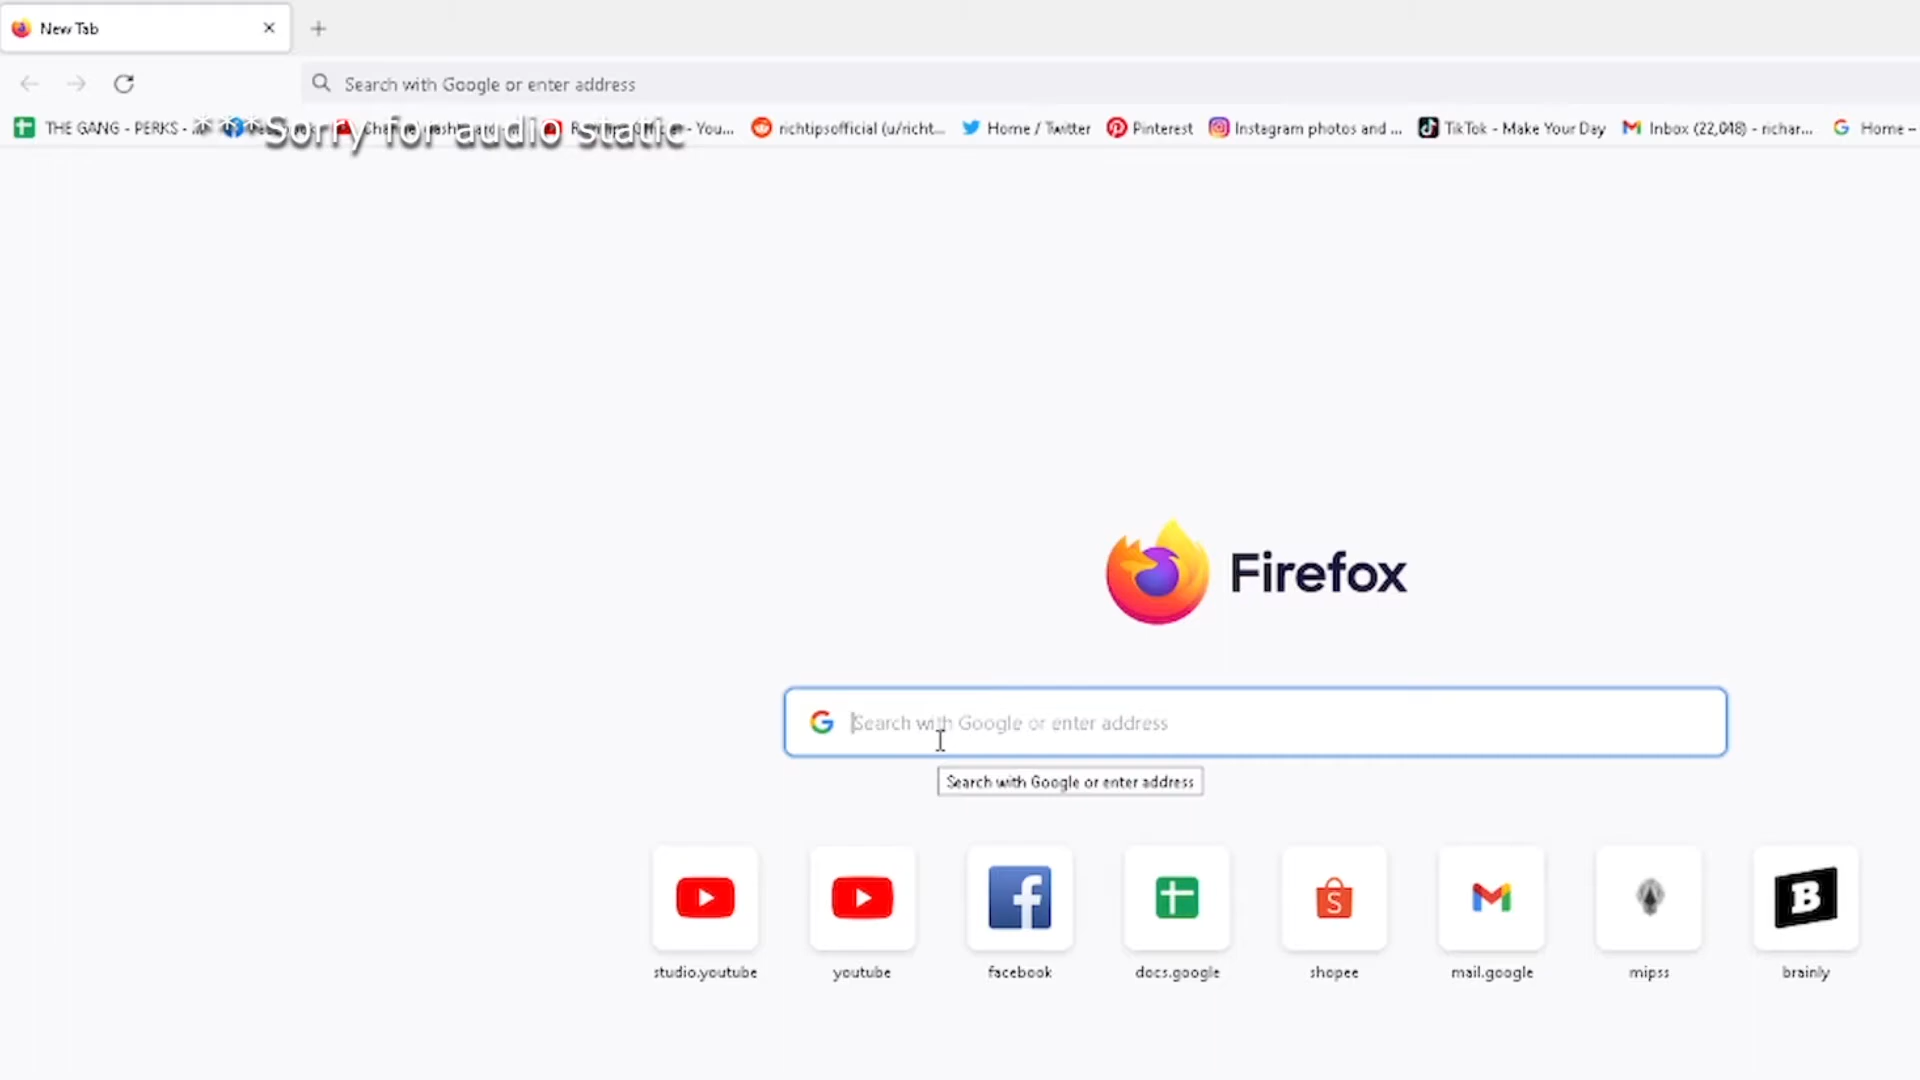 New Tab
Search with Google or enter address
THE GANG - PERKS - ... You... richtipsofficial (u/richt... Home / Twitter Pinterest Instagram photos and ... TikTok - Make Your Day Inbox (22,048) - richar... Home -
***Sorry for audio static
Firefox
Search with Google or enter address
Search with Google or enter address
studio.youtube youtube facebook docs.google shopee mail.google mipss brainly